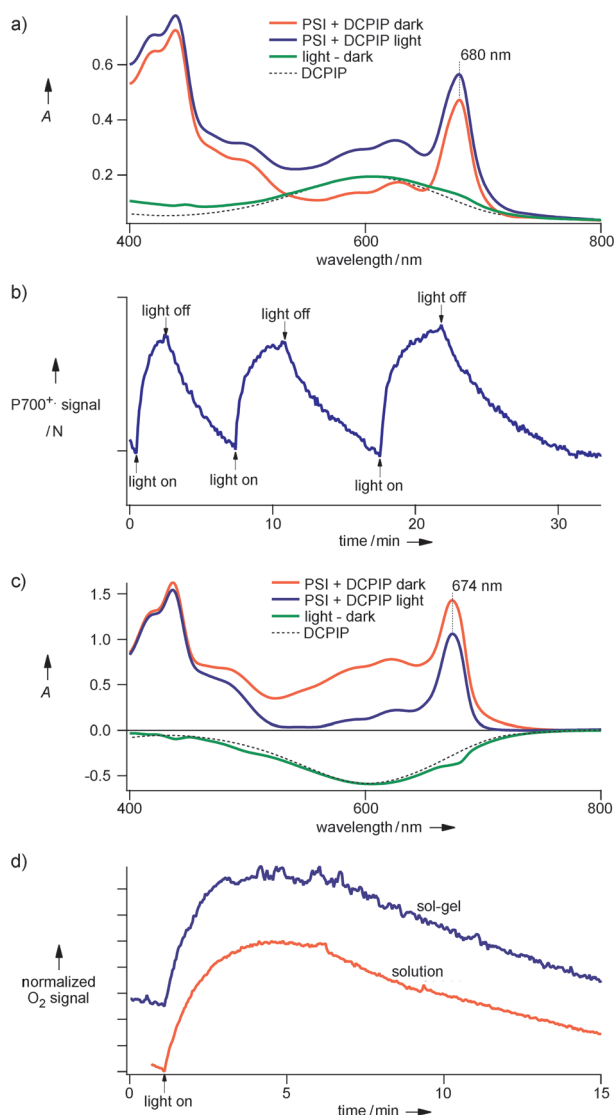 a)
PSI + DCPIP dark
PSI + DCPIP light
light - dark
DCPIP
680 nm
0.6
0.4
0.2
A
400
600
800
wavelength / nm
b)
light off
light off
light off
P700+· signal
/ N
light on
light on
light on
0
10
20
30
time / min
c)
PSI + DCPIP dark
PSI + DCPIP light
light - dark
DCPIP
674 nm
1.5
1.0
0.5
0.0
-0.5
A
400
600
800
wavelength / nm
d)
sol-gel
solution
normalized
O2 signal
light on
0
5
10
15
time / min